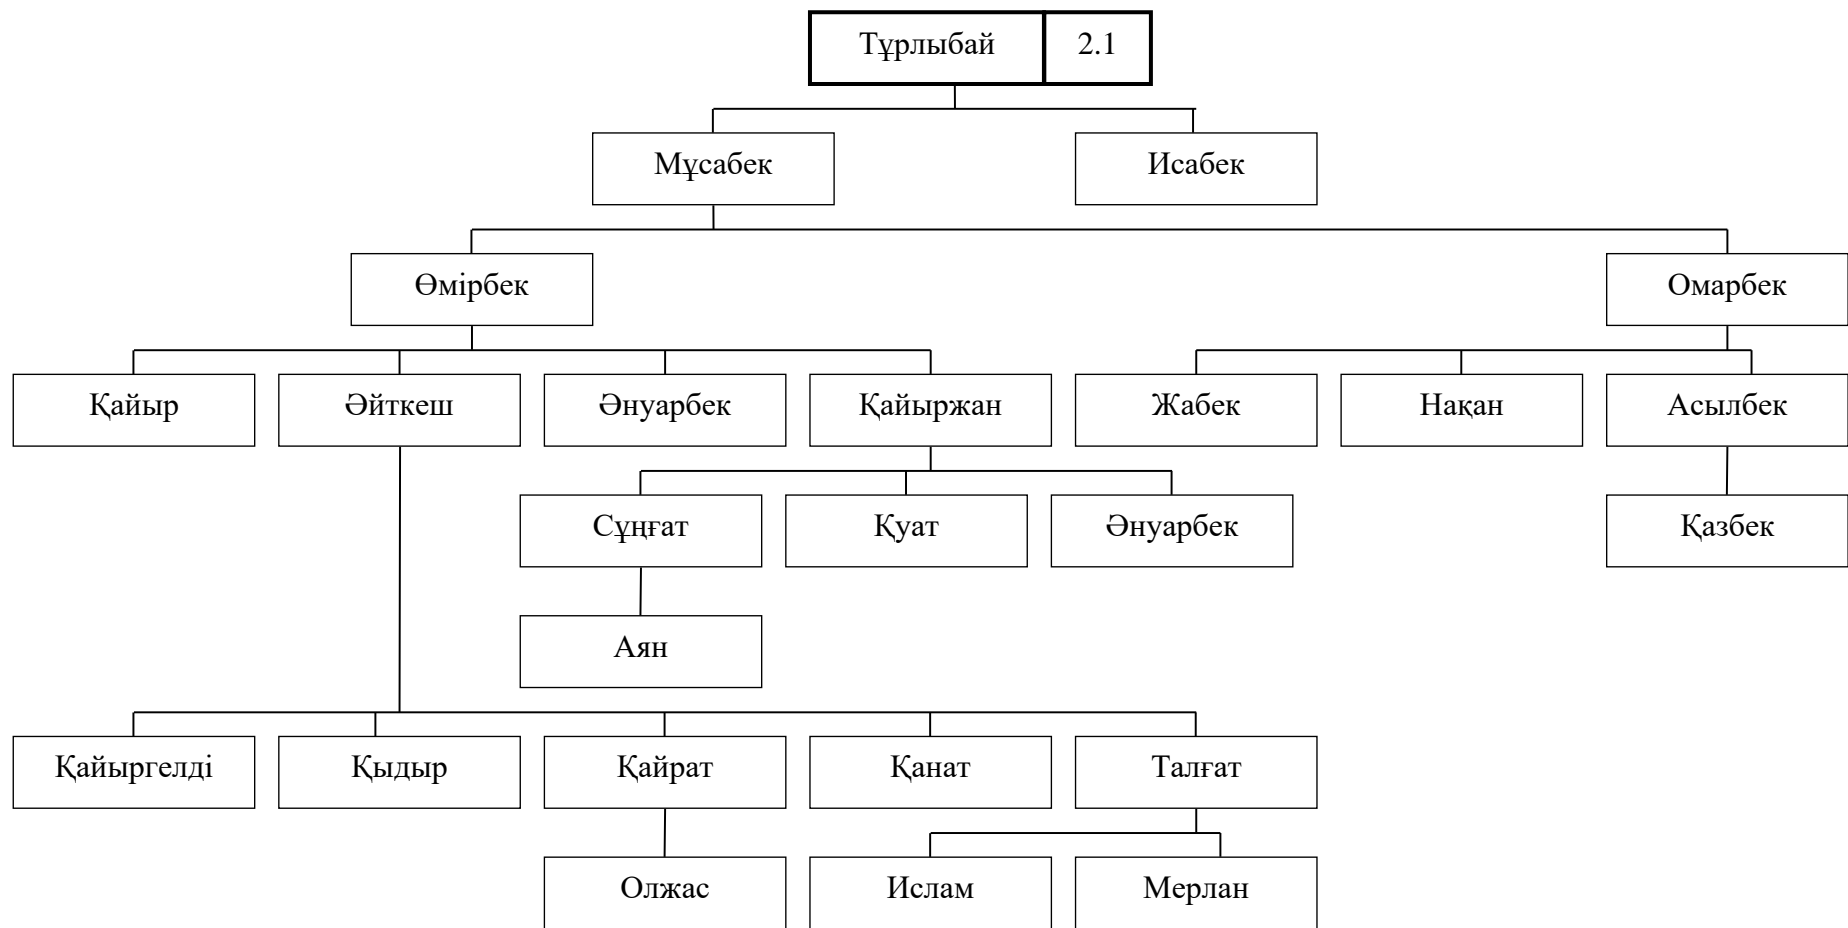 Тұрлыбай 2.1
Мұсабек Исабек
Өмірбек Омарбек
Қайыр Әйткеш Әнуарбек Қайыржан Жабек Нақан Асылбек
Сұңғат Қуат Әнуарбек Қазбек
Аян
Қайыргелді Қыдыр Қайрат Қанат Талғат
Олжас Ислам Мерлан